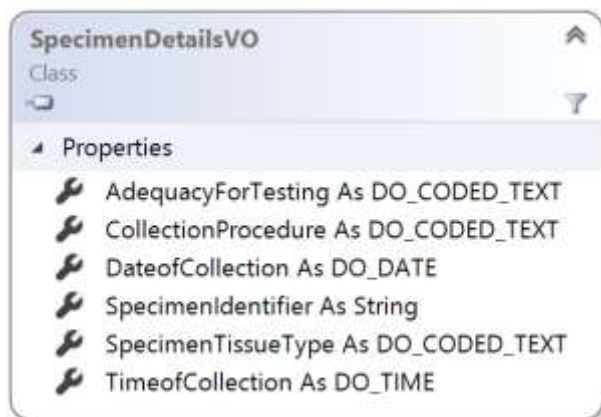 SpecimenDetailsVO
Class
Properties
AdequacyForTesting As DO_CODED_TEXT
CollectionProcedure As DO_CODED_TEXT
DateofCollection As DO_DATE
SpecimenIdentifier As String
SpecimenTissueType As DO_CODED_TEXT
TimeofCollection As DO_TIME